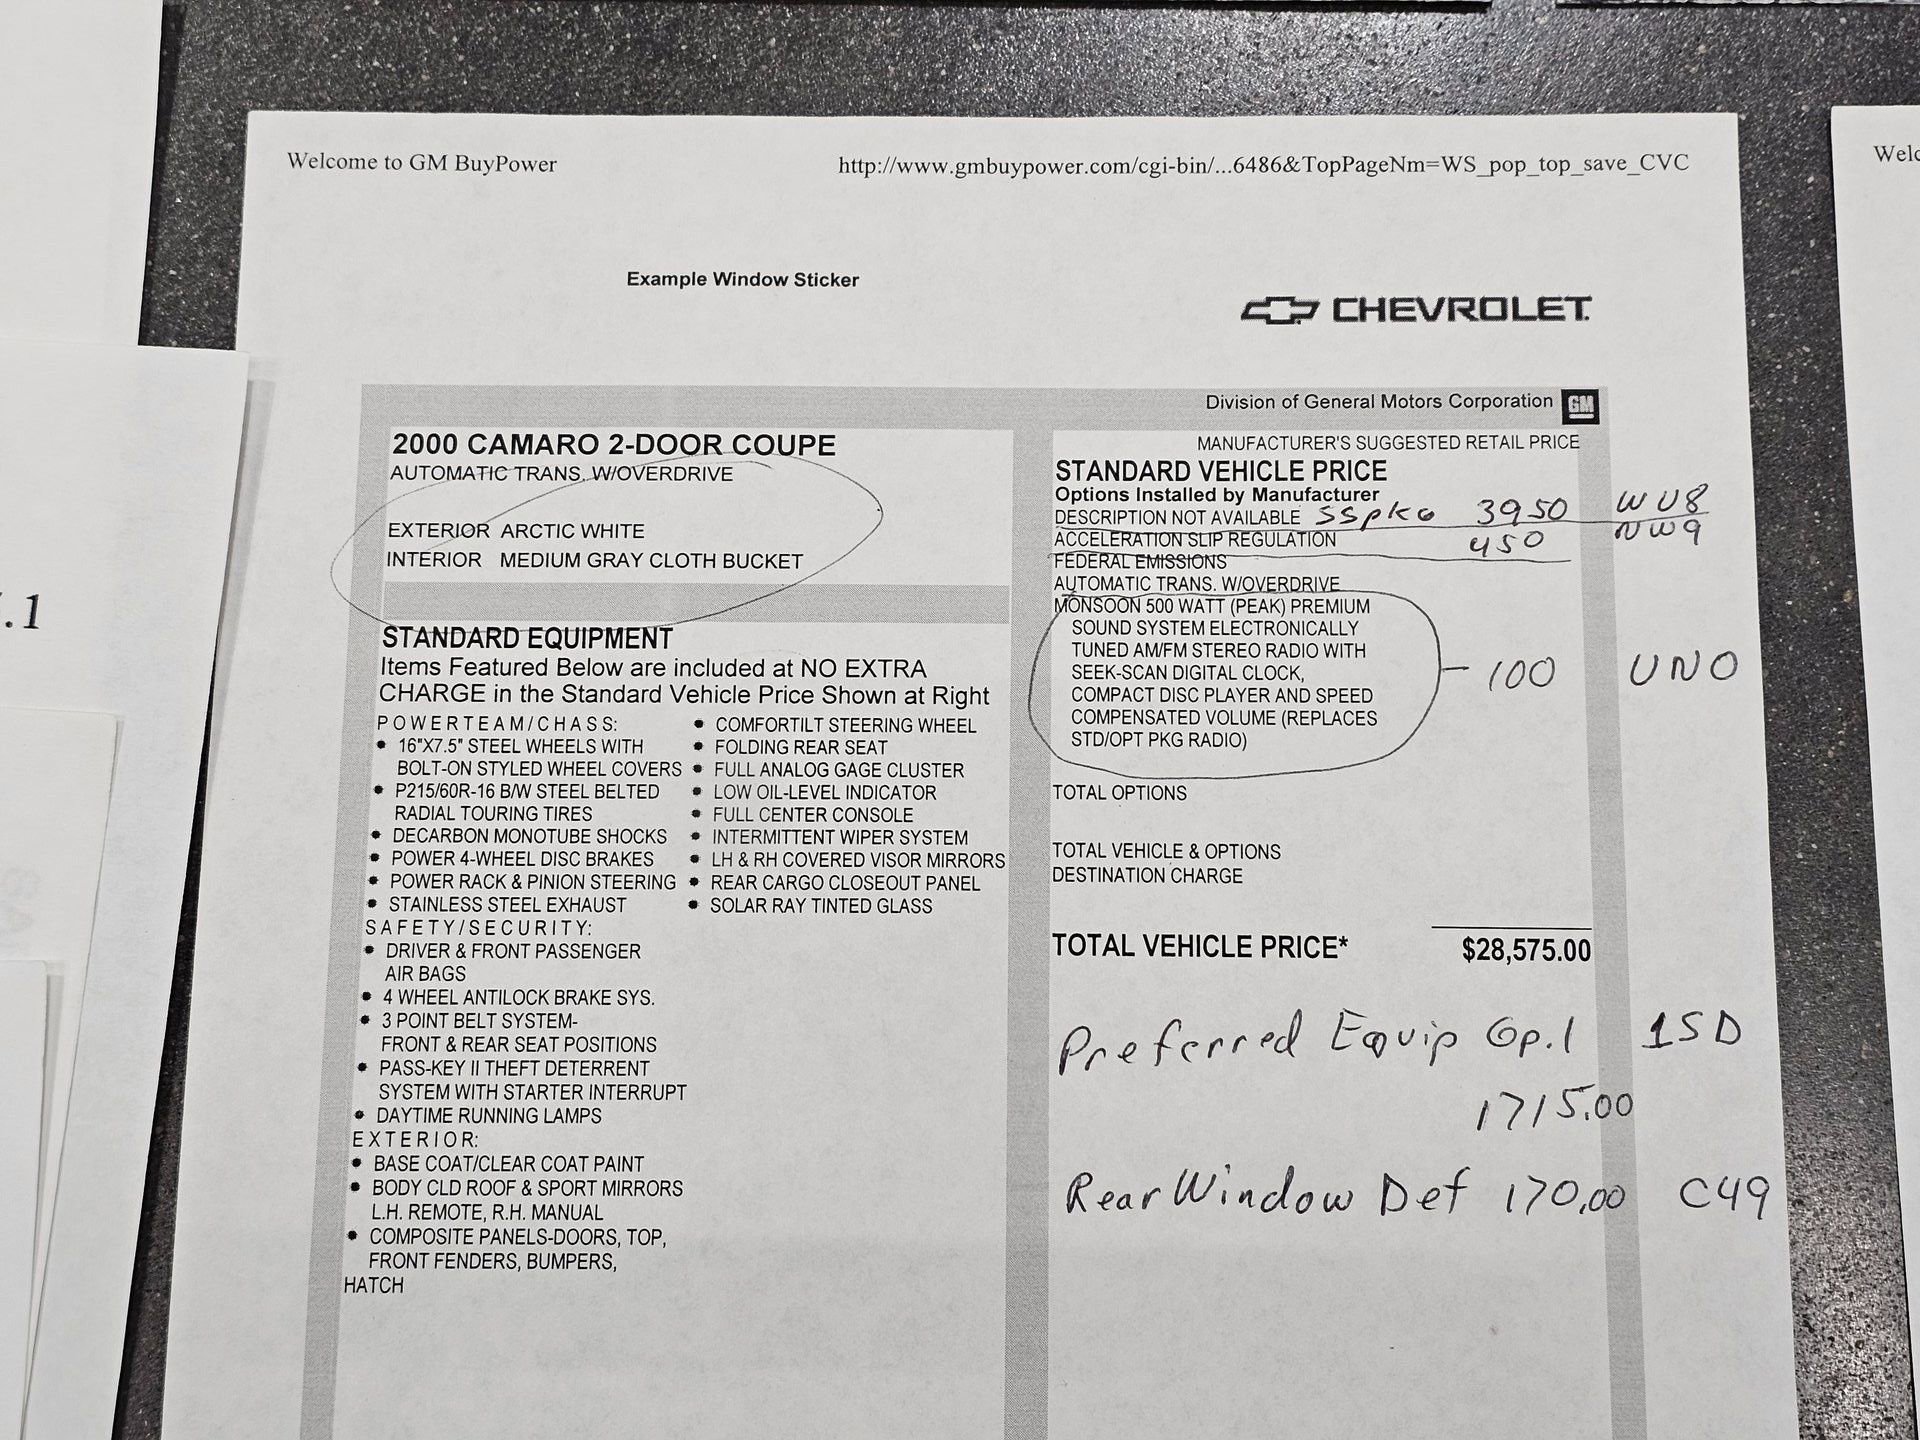 Welcome to GM BuyPower
http://www.gmbuypower.com/cgi-bin/...6486&TopPageNm=WS_pop_top_save_CVC
Example Window Sticker
CHEVROLET
Division of General Motors Corporation GM
2000 CAMARO 2-DOOR COUPE
AUTOMATIC TRANS. W/OVERDRIVE
EXTERIOR ARCTIC WHITE
INTERIOR MEDIUM GRAY CLOTH BUCKET
STANDARD EQUIPMENT
Items Featured Below are included at NO EXTRA
CHARGE in the Standard Vehicle Price Shown at Right
POWERTEAM/CHASS:
• 16"X7.5" STEEL WHEELS WITH
BOLT-ON STYLED WHEEL COVERS
• P215/60R-16 B/W STEEL BELTED
RADIAL TOURING TIRES
• DECARBON MONOTUBE SHOCKS
• POWER 4-WHEEL DISC BRAKES
• POWER RACK & PINION STEERING
• STAINLESS STEEL EXHAUST
SAFETY/SECURITY:
• DRIVER & FRONT PASSENGER
AIR BAGS
• 4 WHEEL ANTILOCK BRAKE SYS.
• 3 POINT BELT SYSTEM-
FRONT & REAR SEAT POSITIONS
• PASS-KEY II THEFT DETERRENT
SYSTEM WITH STARTER INTERRUPT
• DAYTIME RUNNING LAMPS
EXTERIOR:
• BASE COAT/CLEAR COAT PAINT
• BODY CLD ROOF & SPORT MIRRORS
L.H. REMOTE, R.H. MANUAL
• COMPOSITE PANELS-DOORS, TOP,
FRONT FENDERS, BUMPERS,
HATCH
• COMFORTILT STEERING WHEEL
• FOLDING REAR SEAT
• FULL ANALOG GAGE CLUSTER
• LOW OIL-LEVEL INDICATOR
• FULL CENTER CONSOLE
• INTERMITTENT WIPER SYSTEM
• LH & RH COVERED VISOR MIRRORS
• REAR CARGO CLOSEOUT PANEL
• SOLAR RAY TINTED GLASS
MANUFACTURER'S SUGGESTED RETAIL PRICE
STANDARD VEHICLE PRICE
Options Installed by Manufacturer
DESCRIPTION NOT AVAILABLE SSpkG 3950 WU8
ACCELERATION SLIP REGULATION 450 NW9
FEDERAL EMISSIONS
AUTOMATIC TRANS. W/OVERDRIVE
MONSOON 500 WATT (PEAK) PREMIUM
SOUND SYSTEM ELECTRONICALLY
TUNED AM/FM STEREO RADIO WITH
SEEK-SCAN DIGITAL CLOCK,
COMPACT DISC PLAYER AND SPEED
COMPENSATED VOLUME (REPLACES
STD/OPT PKG RADIO)
- 100 UNO
TOTAL OPTIONS
TOTAL VEHICLE & OPTIONS
DESTINATION CHARGE
TOTAL VEHICLE PRICE* $28,575.00
Preferred Equip Gp.1 1SD
1715.00
Rear Window Def 170.00 C49
.1